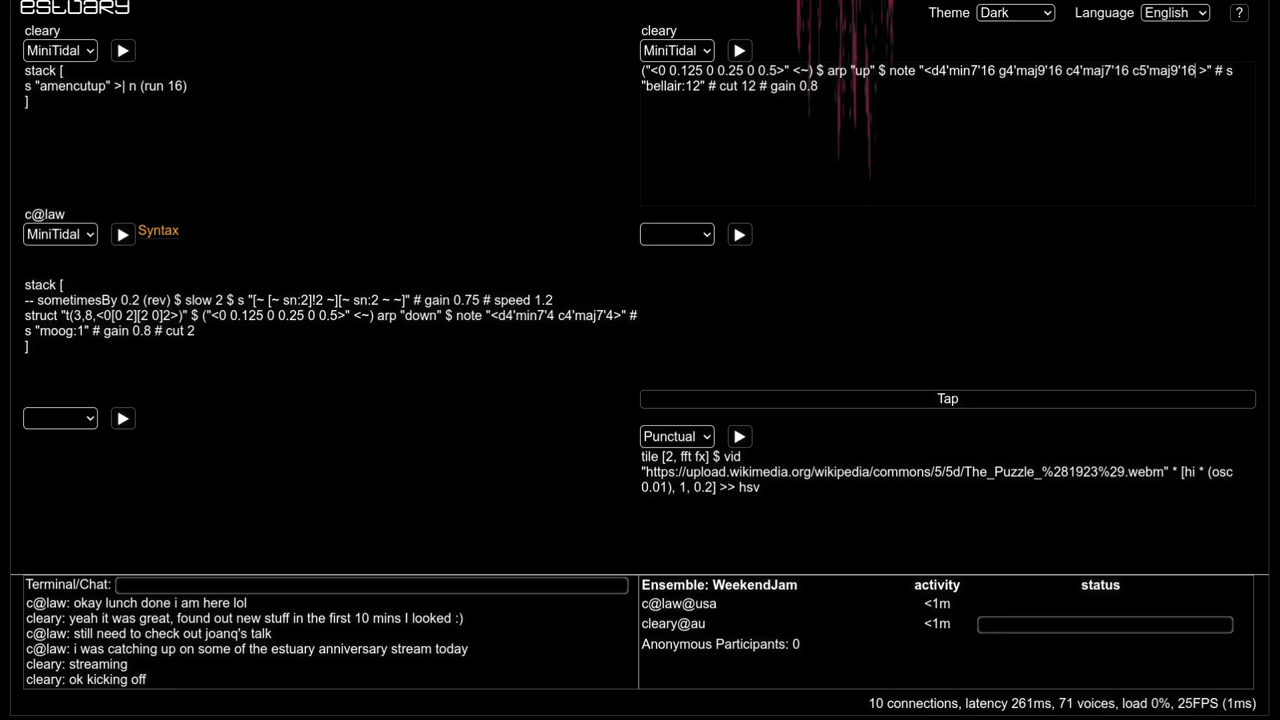 estuary
Theme Dark Language English ?
cleary
MiniTidal
stack [
s "amencutup" >| n (run 16)
]
cleary
MiniTidal
("<0 0.125 0 0.25 0 0.5>" <~) $ arp "up" $ note "<d4'min7'16 g4'maj9'16 c4'maj7'16 c5'maj9'16 >" # s
"bellair:12" # cut 12 # gain 0.8
c@law
MiniTidal Syntax
stack [
-- sometimesBy 0.2 (rev) $ slow 2 $ s "[~ [~ sn:2]!2 ~][~ sn:2 ~ ~]" # gain 0.75 # speed 1.2
struct "t(3,8,<0[0 2][2 0]2>)" $ ("<0 0.125 0 0.25 0 0.5>" <~) arp "down" $ note "<d4'min7'4 c4'maj7'4>" #
s "moog:1" # gain 0.8 # cut 2
]
Tap
Punctual
tile [2, fft fx] $ vid
"https://upload.wikimedia.org/wikipedia/commons/5/5d/The_Puzzle_%281923%29.webm" * [hi * (osc
0.01), 1, 0.2] >> hsv
Terminal/Chat:
c@law: okay lunch done i am here lol
cleary: yeah it was great, found out new stuff in the first 10 mins I looked :)
c@law: still need to check out joanq's talk
c@law: i was catching up on some of the estuary anniversary stream today
cleary: streaming
cleary: ok kicking off
Ensemble: WeekendJam activity status
c@law@usa <1m
cleary@au <1m
Anonymous Participants: 0
10 connections, latency 261ms, 71 voices, load 0%, 25FPS (1ms)